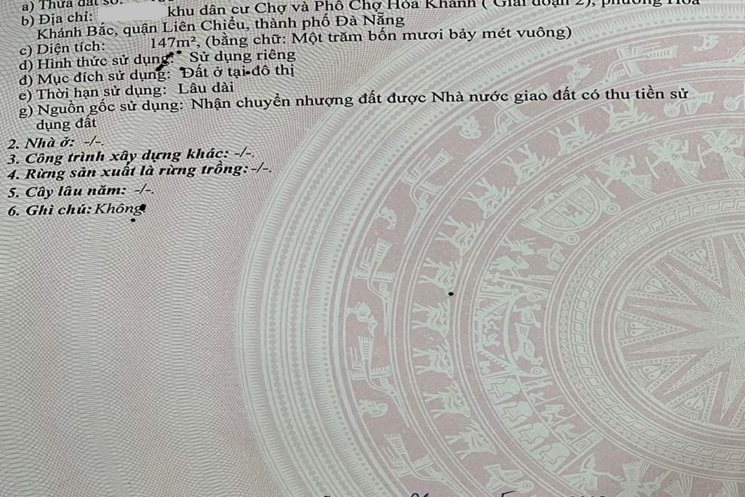 a) Thửa đất số:
b) Địa chỉ: khu dân cư Chợ và Phố Chợ Hòa Khánh ( Giai đoạn 2), phường Hòa
Khánh Bắc, quận Liên Chiểu, thành phố Đà Nẵng
c) Diện tích: 147m², (bằng chữ: Một trăm bốn mươi bảy mét vuông)
d) Hình thức sử dụng: Sử dụng riêng
đ) Mục đích sử dụng: Đất ở tại đô thị
e) Thời hạn sử dụng: Lâu dài
g) Nguồn gốc sử dụng: Nhận chuyển nhượng đất được Nhà nước giao đất có thu tiền sử
dụng đất
2. Nhà ở: -/-.
3. Công trình xây dựng khác: -/-.
4. Rừng sản xuất là rừng trồng: -/-.
5. Cây lâu năm: -/-.
6. Ghi chú: Không